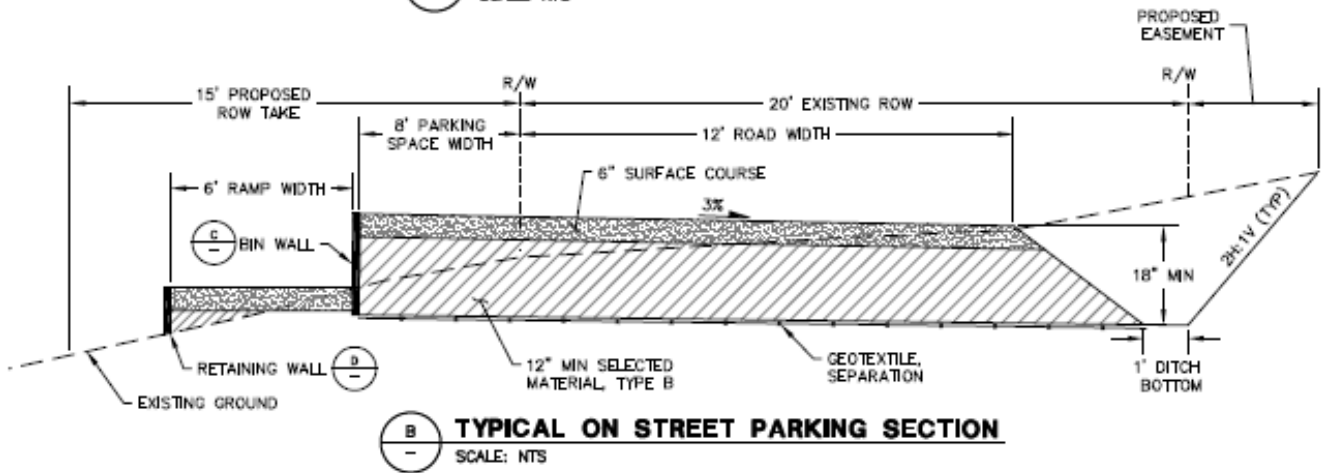 PROPOSED
EASEMENT
R/W
R/W
15' PROPOSED
ROW TAKE
20' EXISTING ROW
8' PARKING
SPACE WIDTH
12' ROAD WIDTH
6' RAMP WIDTH
6" SURFACE COURSE
3%
C
-
BIN WALL
2H:1V (TYP)
18" MIN
RETAINING WALL
D
-
12" MIN SELECTED
MATERIAL, TYPE B
GEOTEXTILE,
SEPARATION
1' DITCH
BOTTOM
EXISTING GROUND
B
-
TYPICAL ON STREET PARKING SECTION
SCALE: NTS